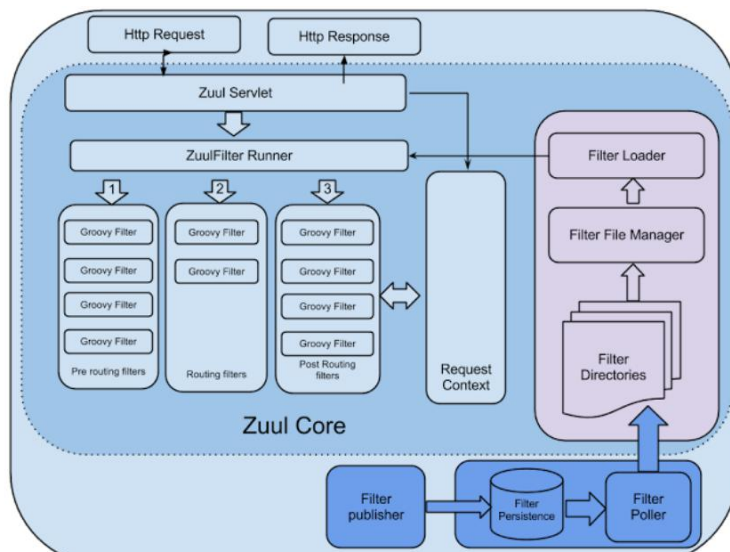 Http Request
Http Response
Zuul Servlet
ZuulFilter Runner
Filter Loader
1
2
3
Groovy Filter
Groovy Filter
Groovy Filter
Groovy Filter
Pre routing filters
Groovy Filter
Groovy Filter
Routing filters
Groovy Filter
Groovy Filter
Groovy Filter
Groovy Filter
Post Routing
filters
Request
Context
Filter File Manager
Filter
Directories
Zuul Core
Filter
publisher
Filter
Persistence
Filter
Poller